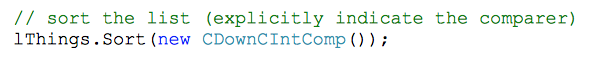 // sort the list (explicitly indicate the comparer)
lThings.Sort(new CDownCIntComp());